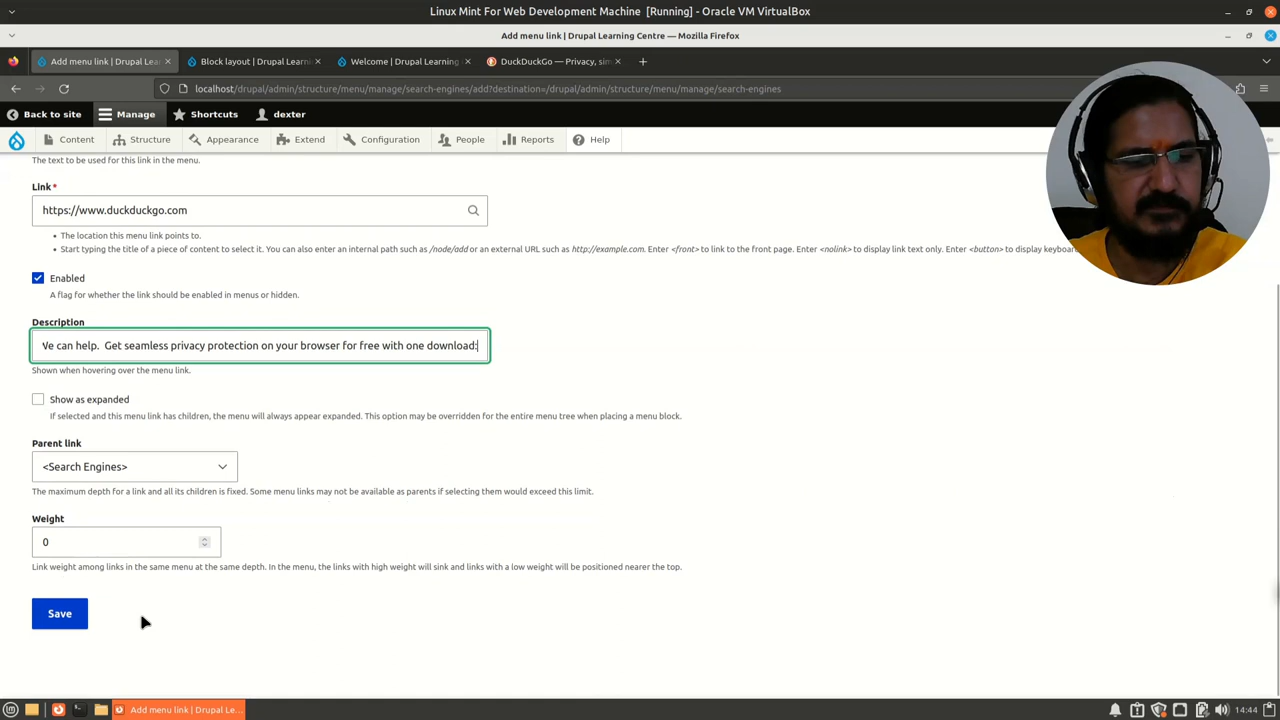 Linux Mint For Web Development Machine [Running] - Oracle VM VirtualBox
Add menu link | Drupal Learning Centre — Mozilla Firefox
Add menu link | Drupal Lea
Block layout | Drupal Learni
Welcome | Drupal Learning
DuckDuckGo — Privacy, sim
localhost/drupal/admin/structure/menu/manage/search-engines/add?destination=/drupal/admin/structure/menu/manage/search-engines
Back to site Manage Shortcuts dexter
Content Structure Appearance Extend Configuration People Reports Help
The text to be used for this link in the menu.
Link*
https://www.duckduckgo.com
• The location this menu link points to.
• Start typing the title of a piece of content to select it. You can also enter an internal path such as /node/add or an external URL such as http://example.com. Enter <front> to link to the front page. Enter <nolink> to display link text only. Enter <button> to display keyboa
Enabled
A flag for whether the link should be enabled in menus or hidden.
Description
We can help.  Get seamless privacy protection on your browser for free with one download:
Shown when hovering over the menu link.
Show as expanded
If selected and this menu link has children, the menu will always appear expanded. This option may be overridden for the entire menu tree when placing a menu block.
Parent link
<Search Engines>
The maximum depth for a link and all its children is fixed. Some menu links may not be available as parents if selecting them would exceed this limit.
Weight
0
Link weight among links in the same menu at the same depth. In the menu, the links with high weight will sink and links with a low weight will be positioned nearer the top.
Save
Add menu link | Drupal Le...
14:44